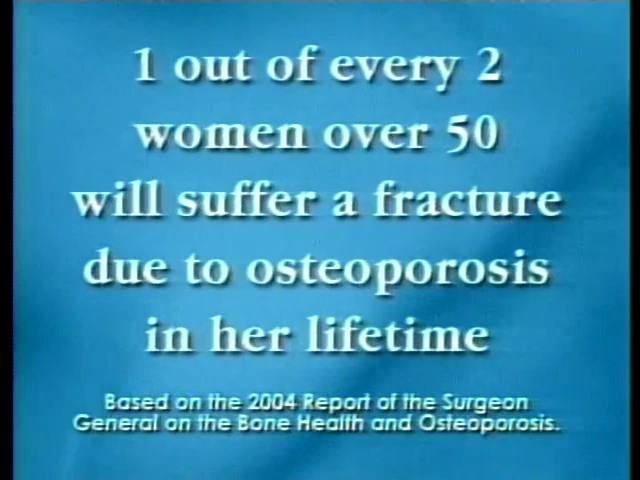 1 out of every 2
women over 50
will suffer a fracture
due to osteoporosis
in her lifetime
Based on the 2004 Report of the Surgeon
General on the Bone Health and Osteoporosis.